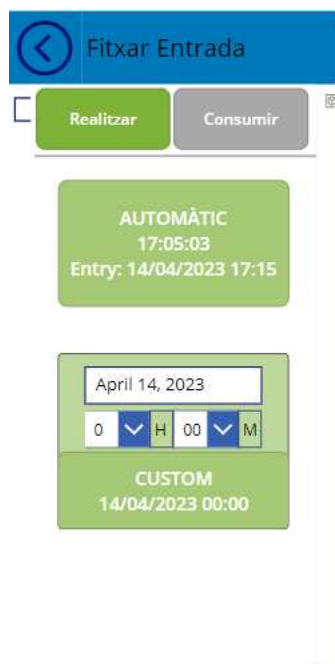 Fitxar Entrada
Realitzar Consumir
AUTOMÀTIC
17:05:03
Entry: 14/04/2023 17:15
April 14, 2023
0 H 00 M
CUSTOM
14/04/2023 00:00